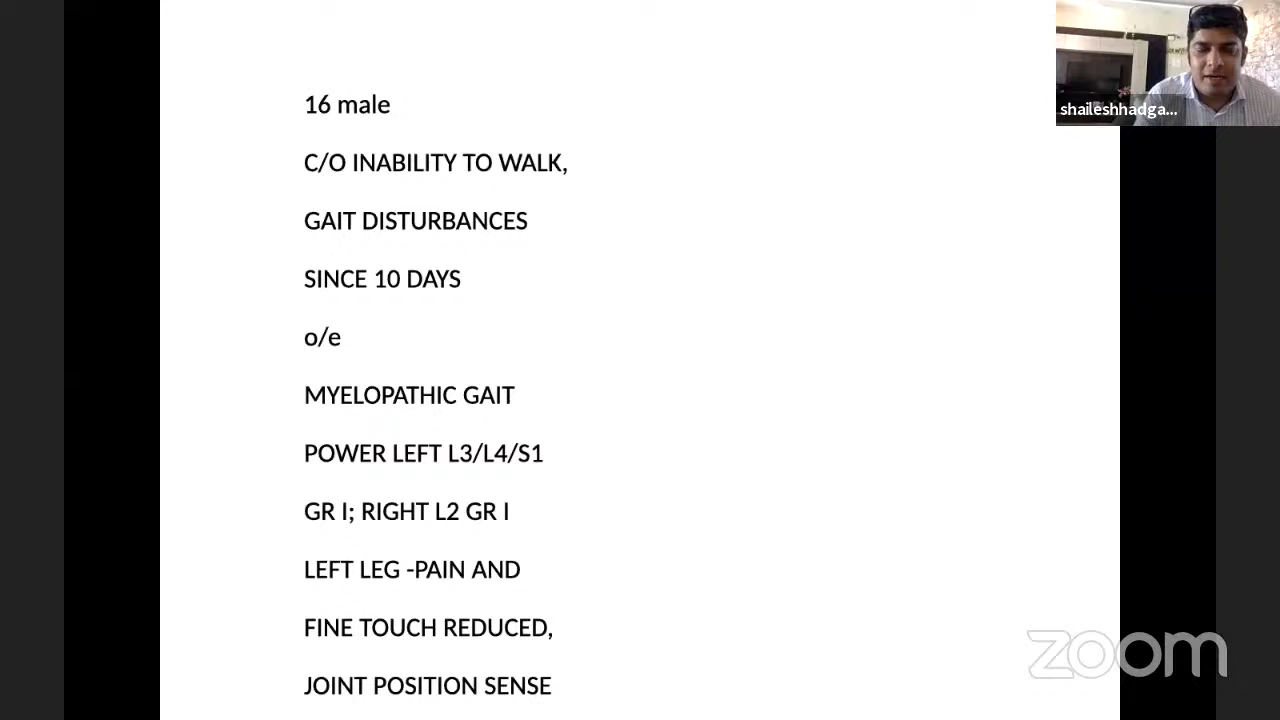 16 male
C/O INABILITY TO WALK,
GAIT DISTURBANCES
SINCE 10 DAYS
o/e
MYELOPATHIC GAIT
POWER LEFT L3/L4/S1
GR I; RIGHT L2 GR I
LEFT LEG -PAIN AND
FINE TOUCH REDUCED,
JOINT POSITION SENSE
shaileshhadga...
zoom